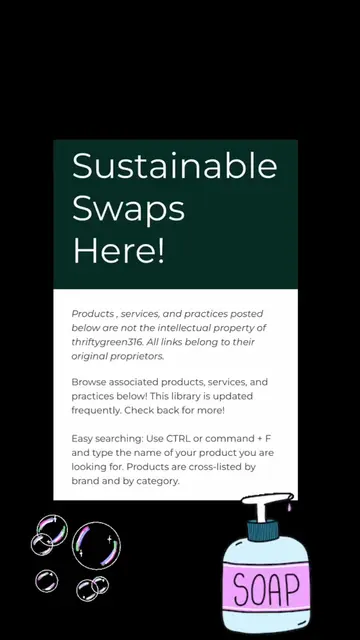 Sustainable
Swaps
Here!
Products , services, and practices posted
below are not the intellectual property of
thriftygreen316. All links belong to their
original proprietors.
Browse associated products, services, and
practices below! This library is updated
frequently. Check back for more!
Easy searching: Use CTRL or command + F
and type the name of your product you are
looking for. Products are cross-listed by
brand and by category.
SOAP